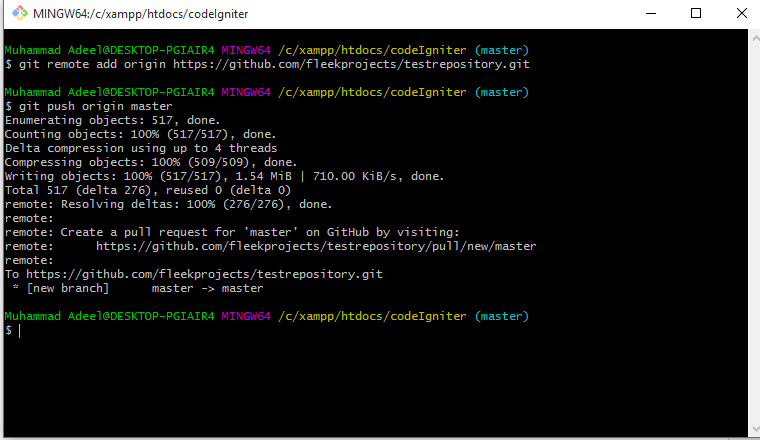 MINGW64:/c/xampp/htdocs/codeIgniter
Muhammad Adeel@DESKTOP-PGIAIR4 MINGW64 /c/xampp/htdocs/codeIgniter (master)
$ git remote add origin https://github.com/fleekprojects/testrepository.git
Muhammad Adeel@DESKTOP-PGIAIR4 MINGW64 /c/xampp/htdocs/codeIgniter (master)
$ git push origin master
Enumerating objects: 517, done.
Counting objects: 100% (517/517), done.
Delta compression using up to 4 threads
Compressing objects: 100% (509/509), done.
Writing objects: 100% (517/517), 1.54 MiB | 710.00 KiB/s, done.
Total 517 (delta 276), reused 0 (delta 0)
remote: Resolving deltas: 100% (276/276), done.
remote:
remote: Create a pull request for 'master' on GitHub by visiting:
remote:      https://github.com/fleekprojects/testrepository/pull/new/master
remote:
To https://github.com/fleekprojects/testrepository.git
 * [new branch]      master -> master
Muhammad Adeel@DESKTOP-PGIAIR4 MINGW64 /c/xampp/htdocs/codeIgniter (master)
$